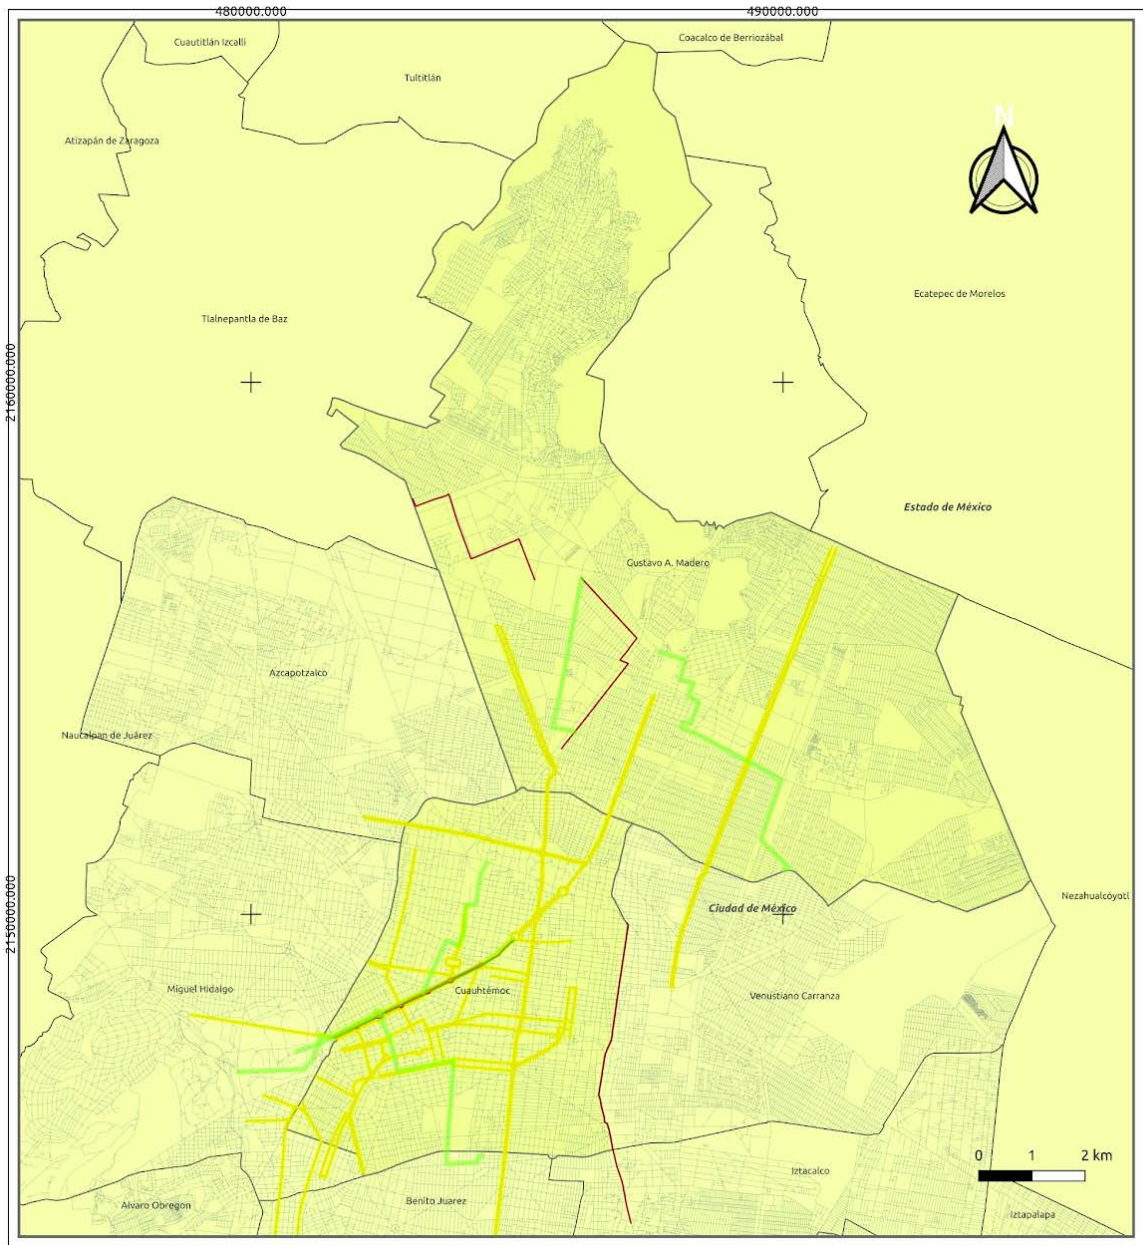 480000.000
490000.000
Cuautitlán Izcalli
Coacalco de Berriozábal
Tultitlán
N
Atizapán de Zaragoza
Ecatepec de Morelos
Tlalnepantla de Baz
2160000.000
Estado de México
Gustavo A. Madero
Azcapotzalco
Naucalpan de Juárez
Nezahualcóyotl
Ciudad de México
2150000.000
Miguel Hidalgo
Cuauhtémoc
Venustiano Carranza
0 1 2 km
Iztacalco
Alvaro Obregon
Benito Juarez
Iztapalapa